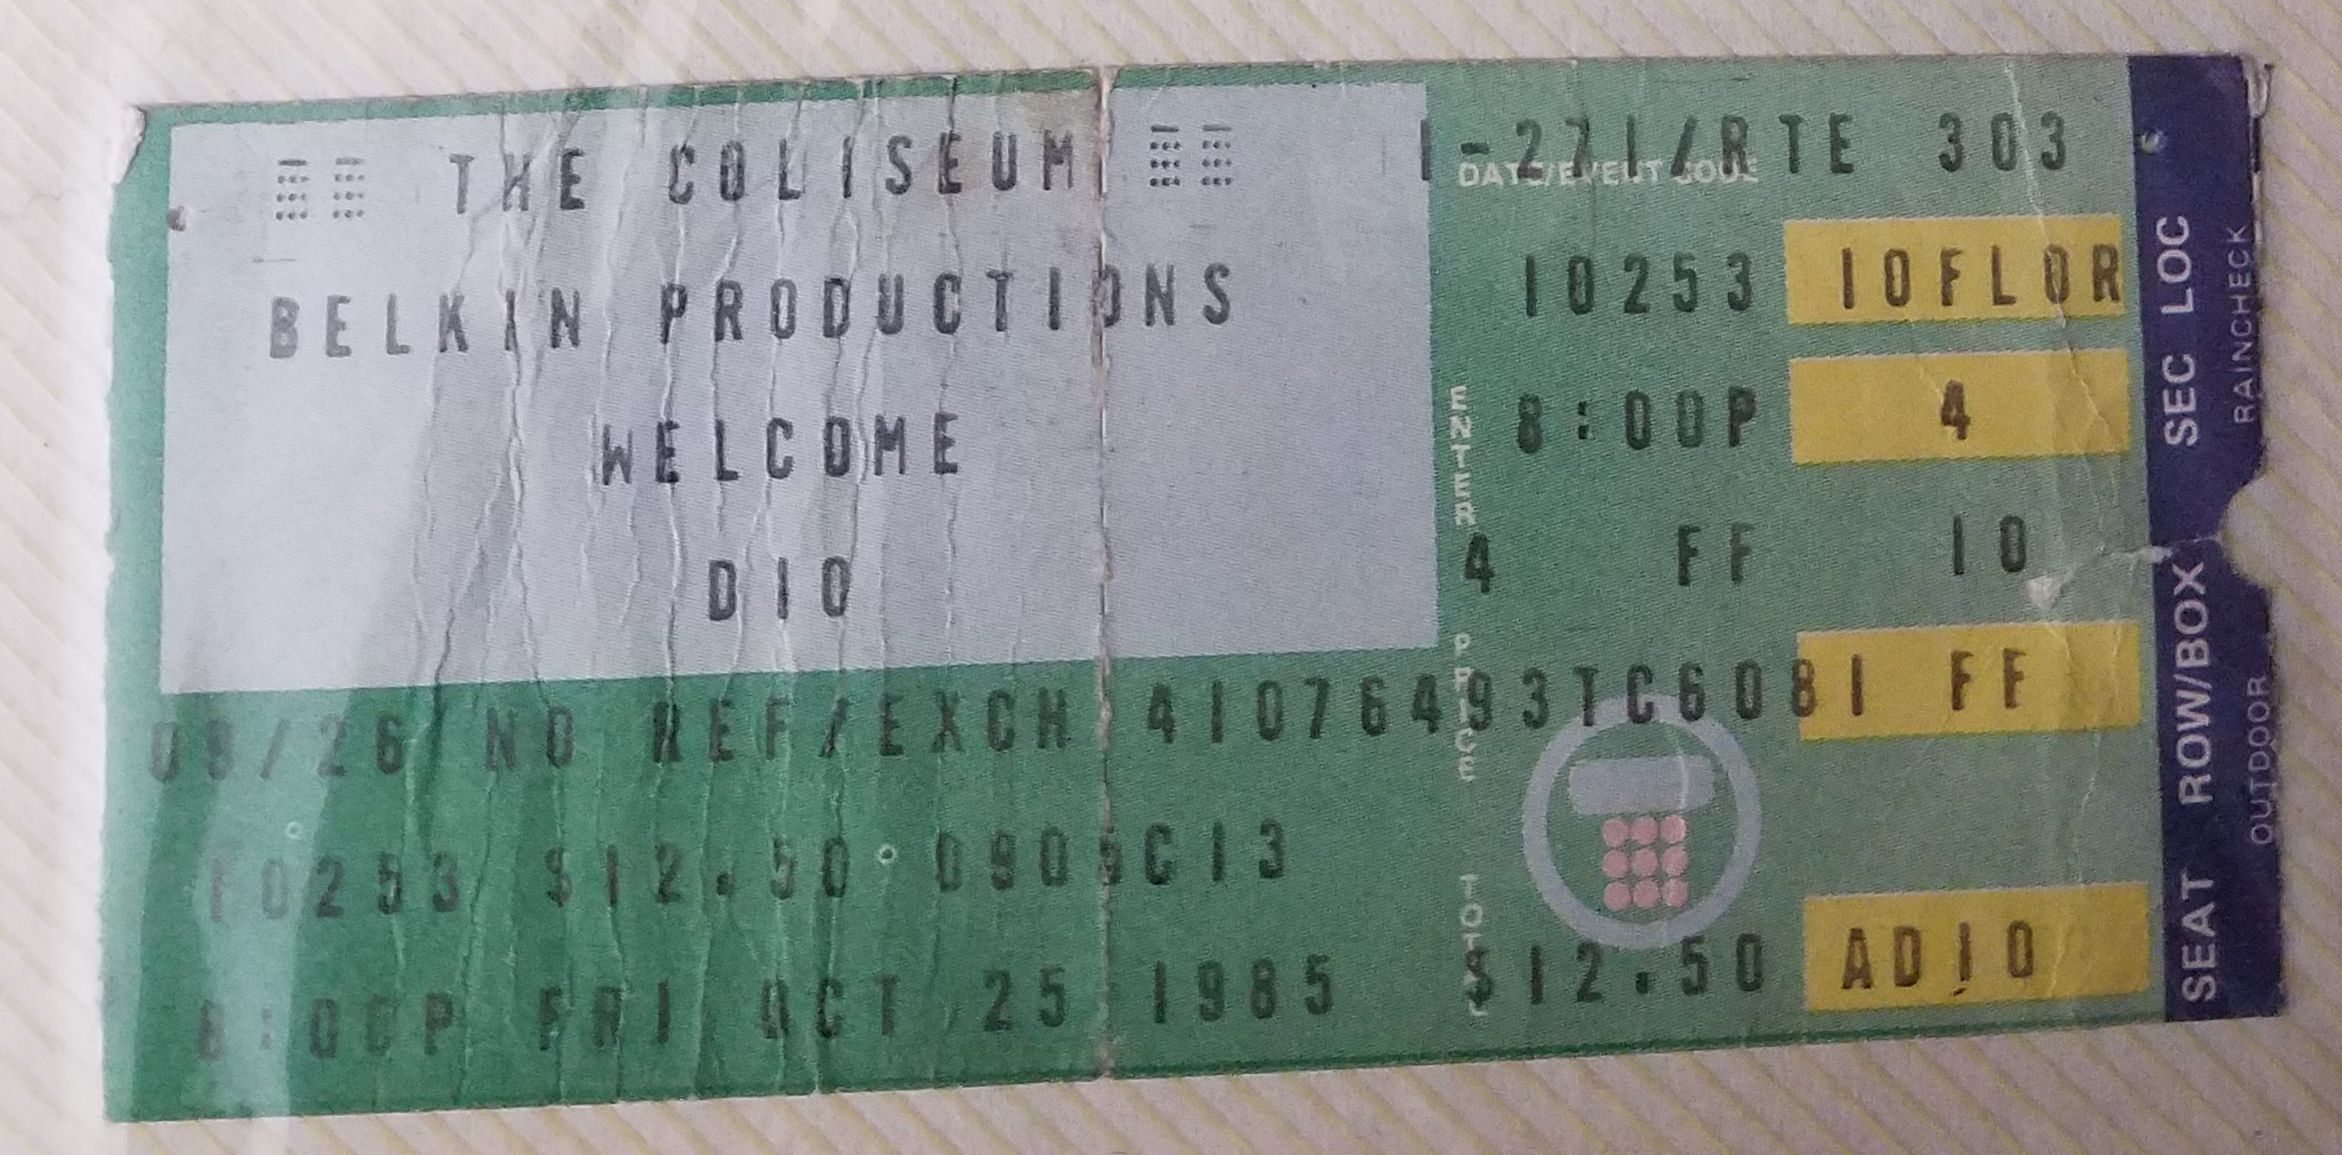 THE COLISEUM I-271/RTE 303
DATE/EVENT CODE
BELKIN PRODUCTIONS 10253 10FLOR
WELCOME 8:00P 4
DIO 4 FF 10
09/26 NO REF/EXCH 41076493TC6081 FF
10253 $12.50 0905C13
8:00P FRI OCT 25 1985 $12.50 ADIO
ENTER PRICE TOTAL
SEAT ROW/BOX SEC LOC
OUTDOOR RAINCHECK